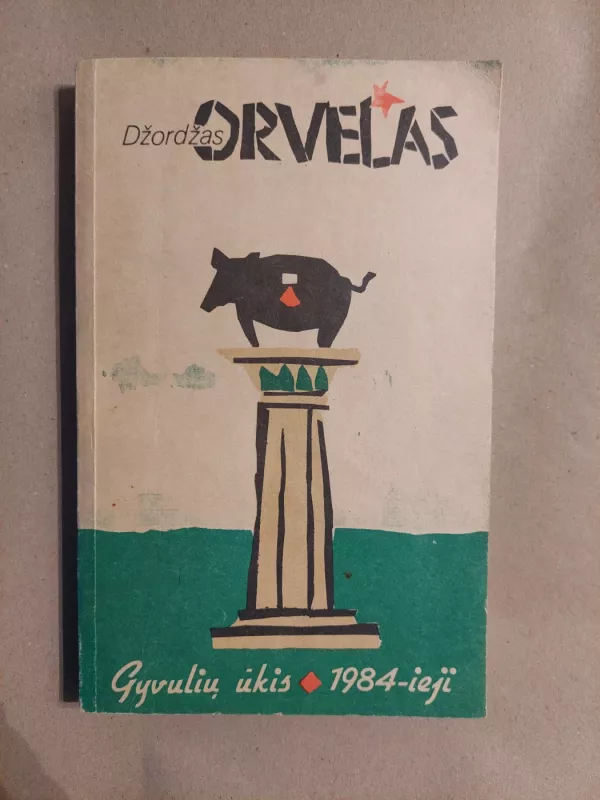 Džordžas ORVELAS
Gyvulių ūkis ◆ 1984-ieji